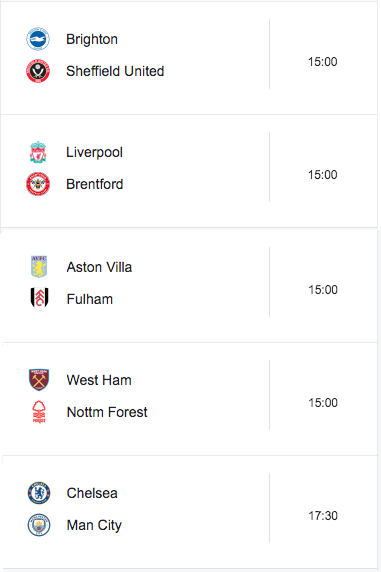 Brighton
Sheffield United
15:00
Liverpool
Brentford
15:00
Aston Villa
Fulham
15:00
West Ham
Nottm Forest
15:00
Chelsea
Man City
17:30